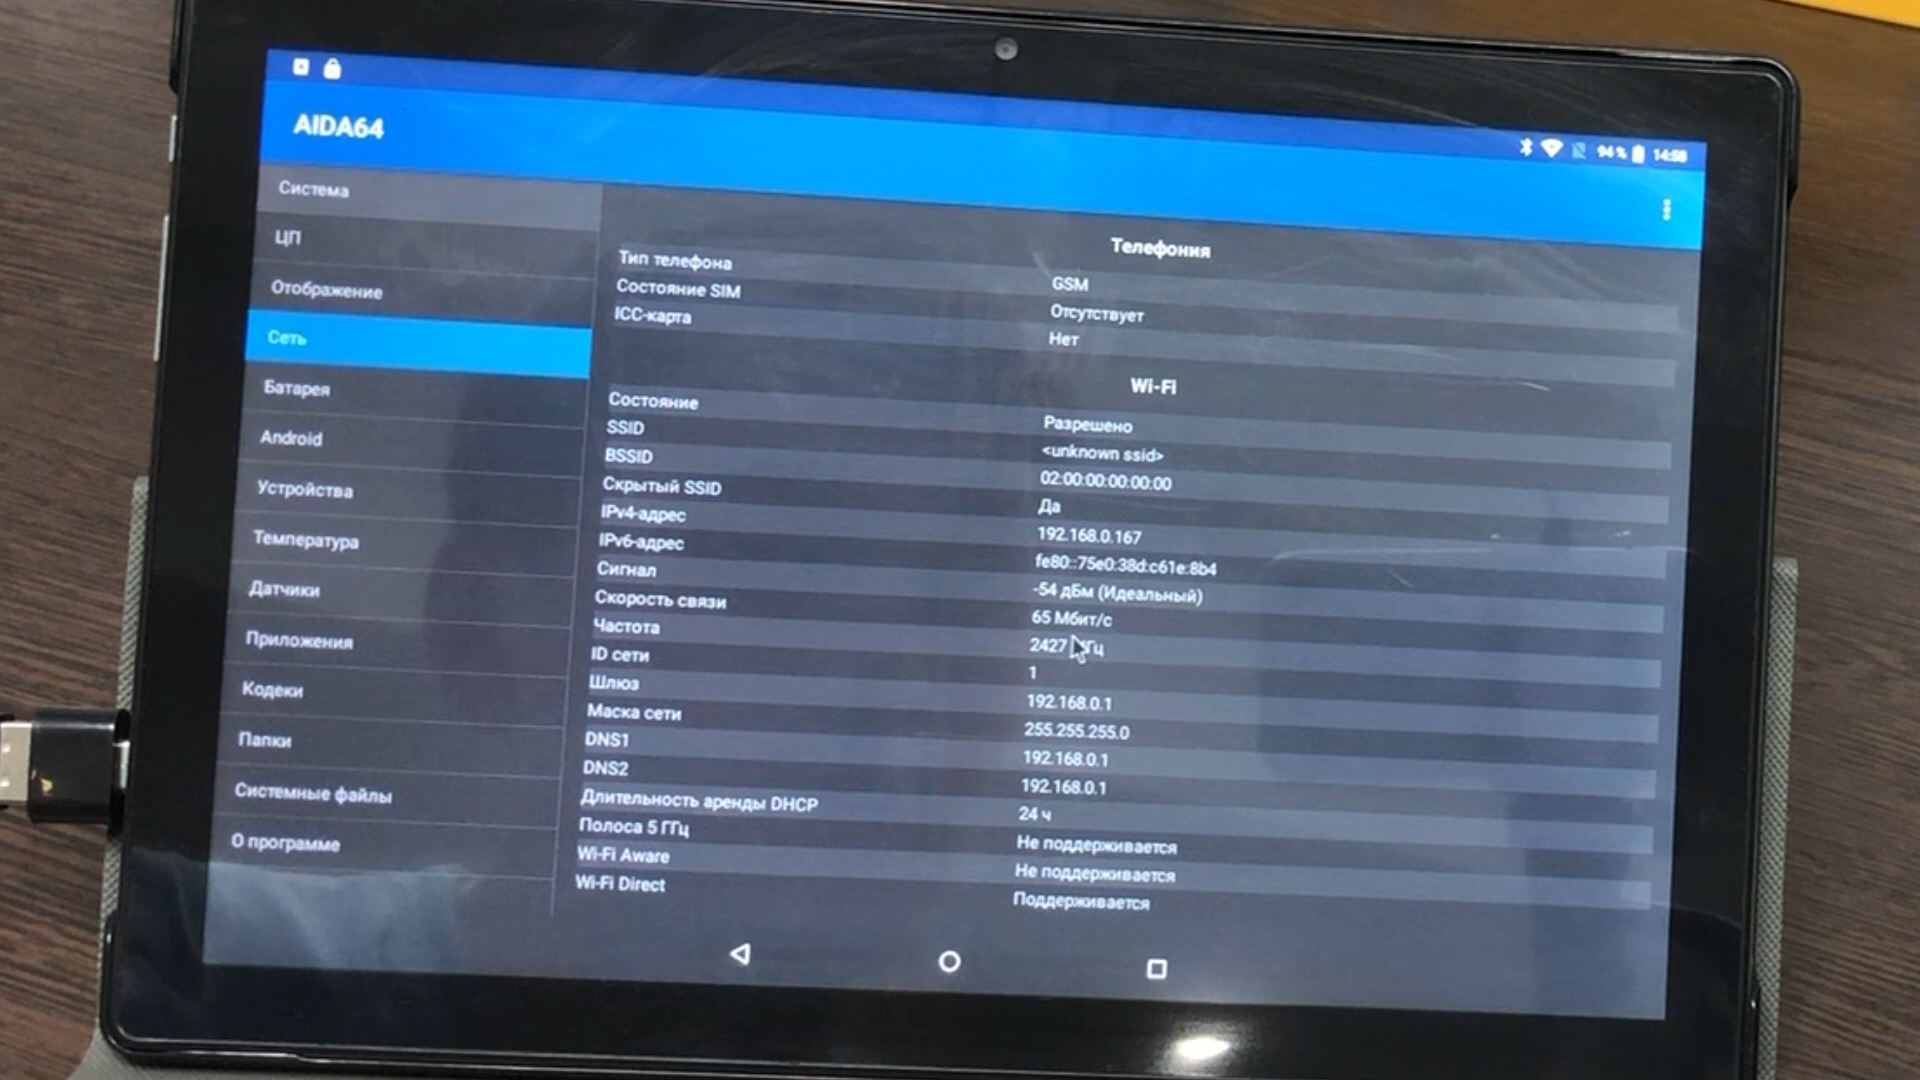 94 % 14:58
AIDA64
Система
ЦП
Отображение
Сеть
Батарея
Android
Устройства
Температура
Датчики
Приложения
Кодеки
Папки
Системные файлы
О программе
Телефония
Тип телефона GSM
Состояние SIM Отсутствует
ICC-карта Нет
Wi-Fi
Состояние Разрешено
SSID <unknown ssid>
BSSID 02:00:00:00:00:00
Скрытый SSID Да
IPv4-адрес 192.168.0.167
IPv6-адрес fe80::75e0:38d:c61e:8b4
Сигнал -54 дБм (Идеальный)
Скорость связи 65 Мбит/с
Частота 2427
ID сети 1
Шлюз 192.168.0.1
Маска сети 255.255.255.0
DNS1 192.168.0.1
DNS2 192.168.0.1
Длительность аренды DHCP 24 ч
Полоса 5 ГГц Не поддерживается
Wi-Fi Aware Не поддерживается
Wi-Fi Direct Поддерживается